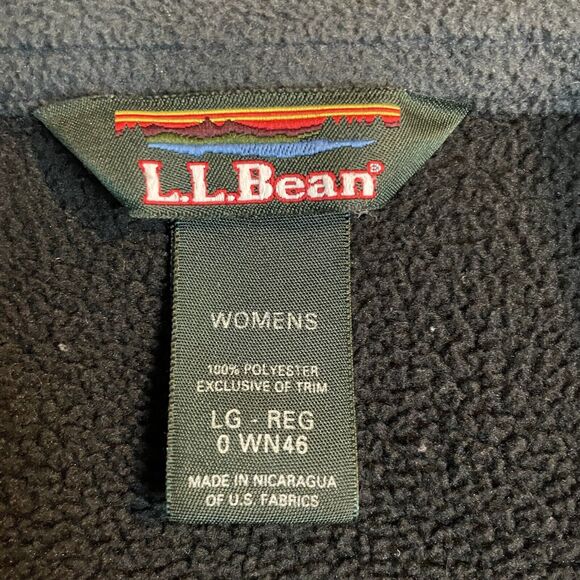 L.L.Bean®
WOMENS
100% POLYESTER
EXCLUSIVE OF TRIM
LG - REG
0 WN46
MADE IN NICARAGUA
OF U.S. FABRICS